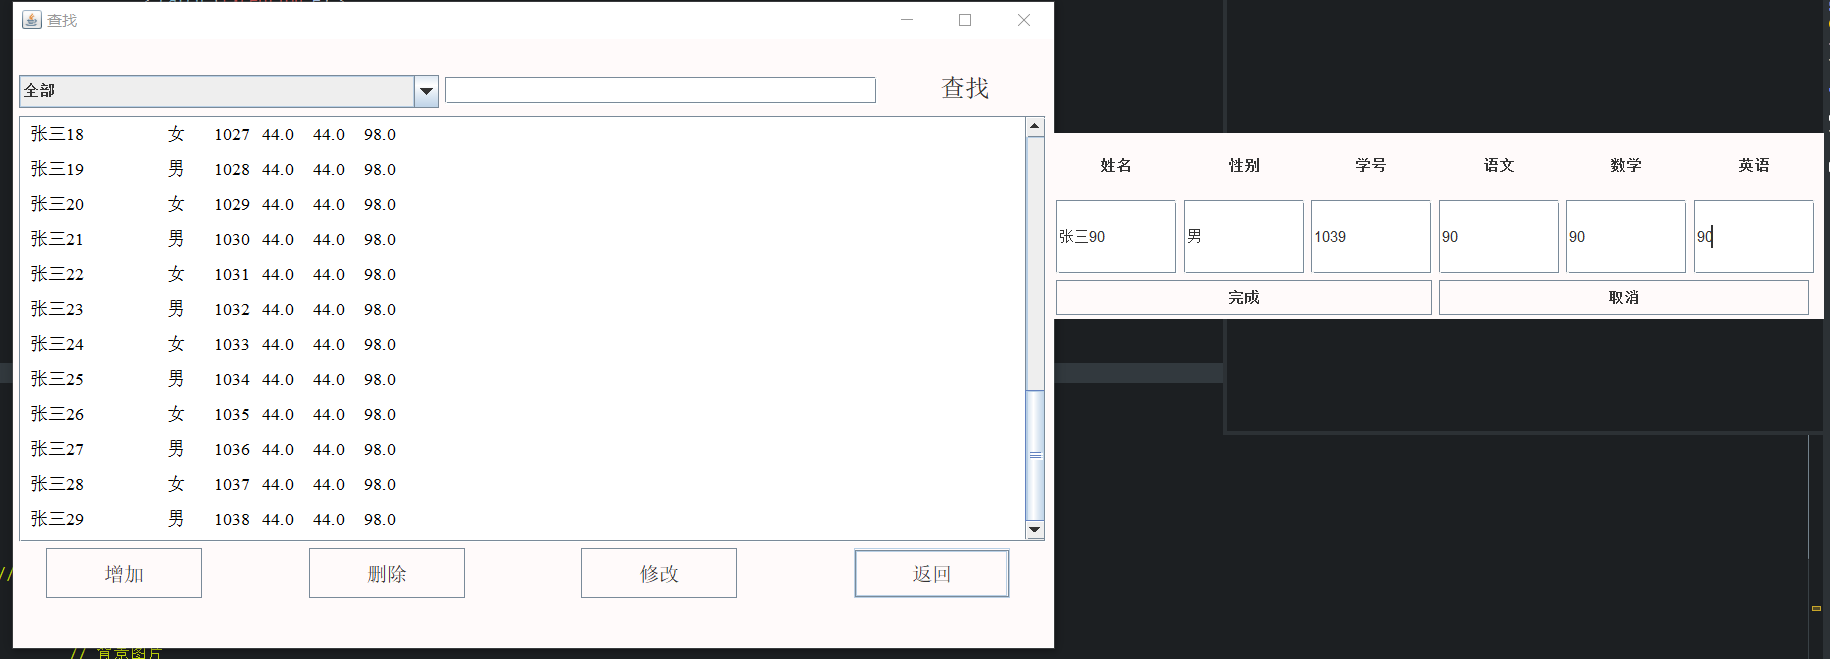 查找
全部
查找
张三18 女 1027 44.0 44.0 98.0
张三19 男 1028 44.0 44.0 98.0
张三20 女 1029 44.0 44.0 98.0
张三21 男 1030 44.0 44.0 98.0
张三22 女 1031 44.0 44.0 98.0
张三23 男 1032 44.0 44.0 98.0
张三24 女 1033 44.0 44.0 98.0
张三25 男 1034 44.0 44.0 98.0
张三26 女 1035 44.0 44.0 98.0
张三27 男 1036 44.0 44.0 98.0
张三28 女 1037 44.0 44.0 98.0
张三29 男 1038 44.0 44.0 98.0
增加 删除 修改 返回
姓名 性别 学号 语文 数学 英语
张三90 男 1039 90 90 90
完成 取消
//
// 背景图片